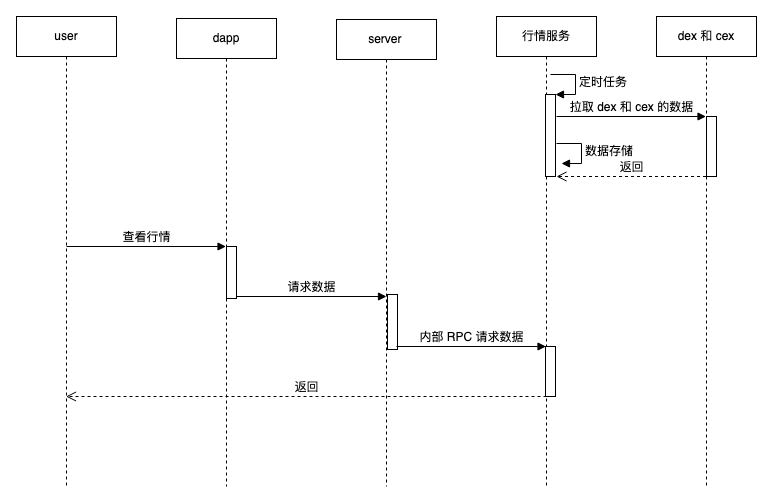 user
dapp
server
行情服务
dex 和 cex
定时任务
拉取 dex 和 cex 的数据
数据存储
返回
查看行情
请求数据
内部 RPC 请求数据
返回